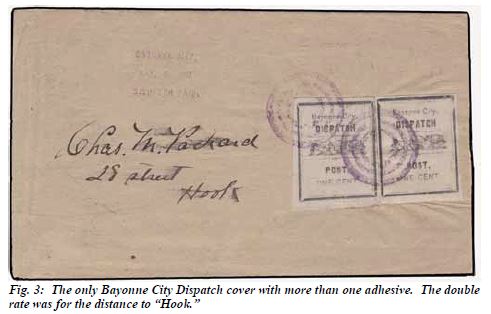 Chas. M. Packard
28 street
Hook
Bayonne City
DISPATCH
POST.
ONE CENT
Bayonne City
DISPATCH
POST.
ONE CENT
Fig. 3: The only Bayonne City Dispatch cover with more than one adhesive. The double
rate was for the distance to “Hook.”